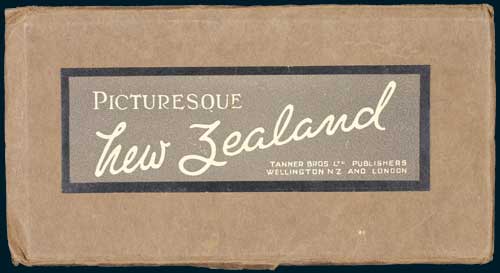 PICTURESQUE
New Zealand
TANNER BROS. LTD. PUBLISHERS
WELLINGTON N.Z. AND LONDON